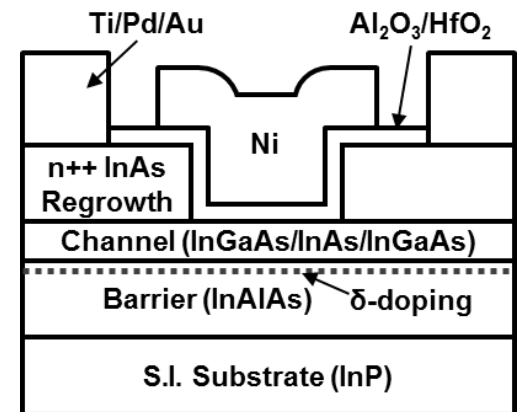 Ti/Pd/Au
Al₂O₃/HfO₂
Ni
n++ InAs
Regrowth
Channel (InGaAs/InAs/InGaAs)
Barrier (InAlAs)
δ-doping
S.I. Substrate (InP)